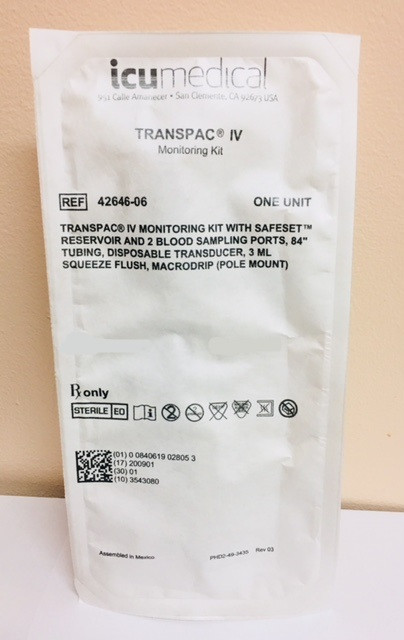 icumedical
951 Calle Amanecer • San Clemente, CA 92673 USA
TRANSPAC® IV
Monitoring Kit
REF 42646-06 ONE UNIT
TRANSPAC® IV MONITORING KIT WITH SAFESET™
RESERVOIR AND 2 BLOOD SAMPLING PORTS, 84"
TUBING, DISPOSABLE TRANSDUCER, 3 ML
SQUEEZE FLUSH, MACRODRIP (POLE MOUNT)
Rx only
STERILE EO i 2
(01) 0 0840619 02805 3
(17) 200901
(30) 01
(10) 3543080
Assembled in Mexico Rev 03